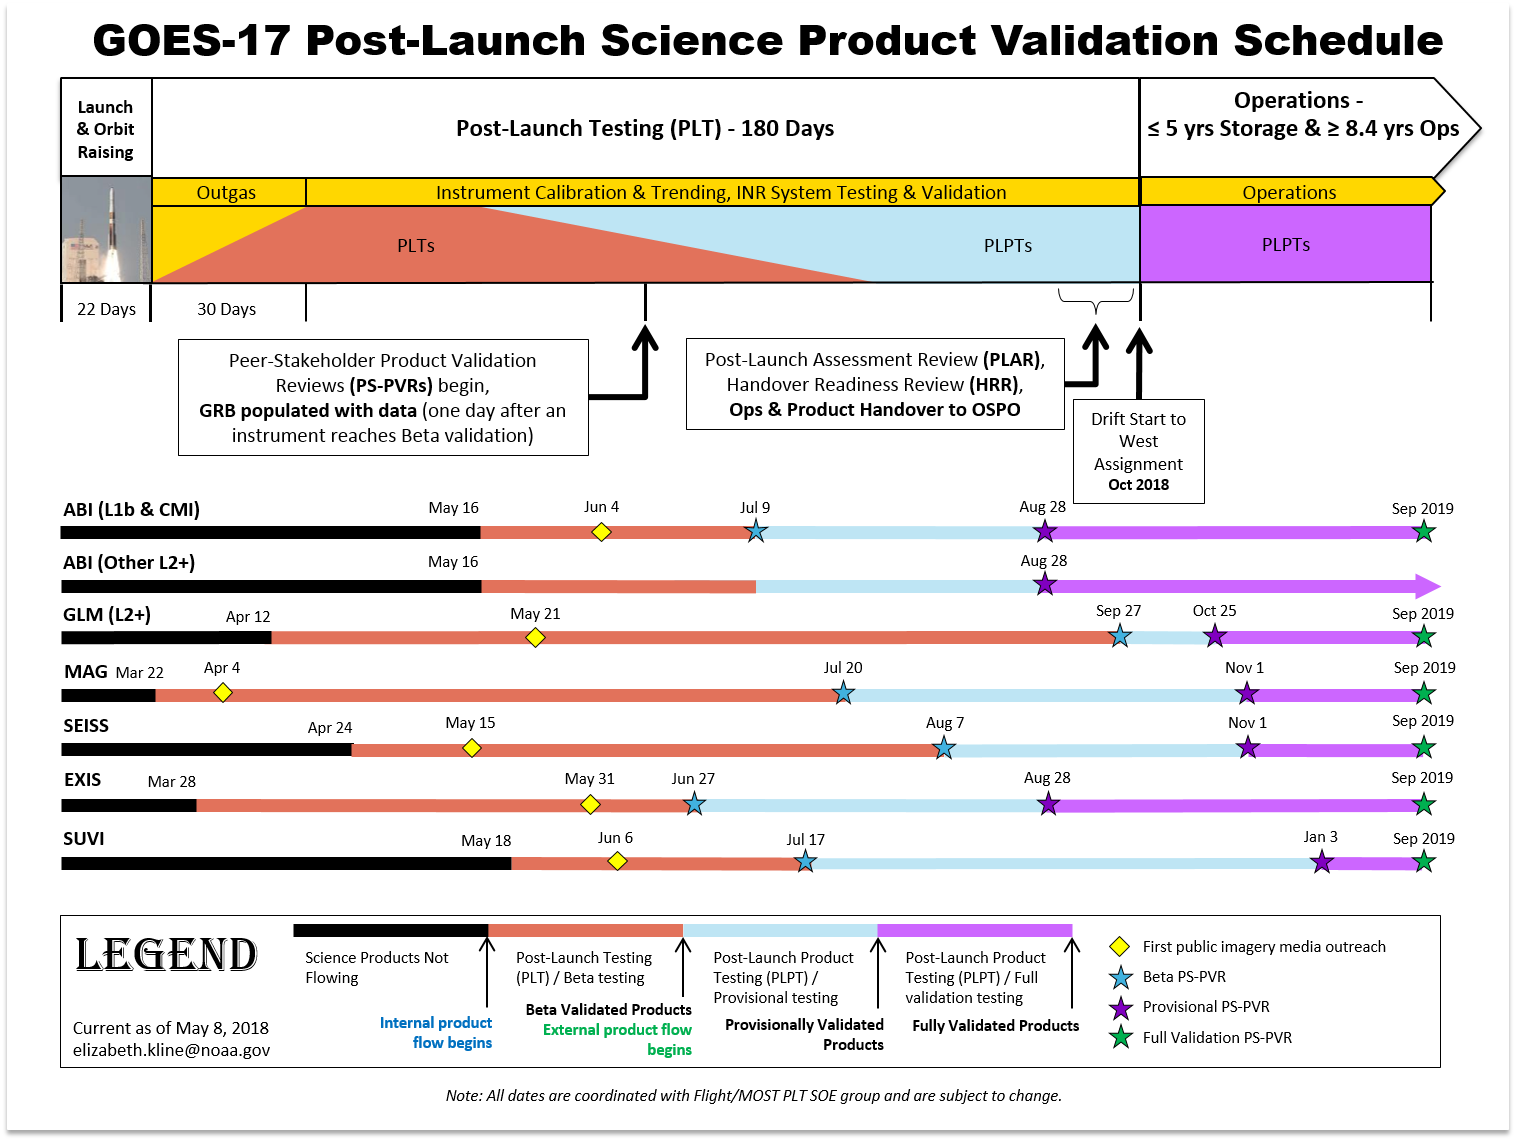 GOES-17 Post-Launch Science Product Validation Schedule
Launch
& Orbit
Raising
Post-Launch Testing (PLT) - 180 Days
Operations -
≤ 5 yrs Storage & ≥ 8.4 yrs Ops
Outgas
Instrument Calibration & Trending, INR System Testing & Validation
Operations
PLTs
PLPTs
PLPTs
22 Days
30 Days
Peer-Stakeholder Product Validation
Reviews (PS-PVRs) begin,
GRB populated with data (one day after an
instrument reaches Beta validation)
Post-Launch Assessment Review (PLAR),
Handover Readiness Review (HRR),
Ops & Product Handover to OSPO
Drift Start to
West
Assignment
Oct 2018
ABI (L1b & CMI)
May 16
Jun 4
Jul 9
Aug 28
Sep 2019
ABI (Other L2+)
May 16
Aug 28
GLM (L2+)
Apr 12
May 21
Sep 27
Oct 25
Sep 2019
MAG
Mar 22
Apr 4
Jul 20
Nov 1
Sep 2019
SEISS
Apr 24
May 15
Aug 7
Nov 1
Sep 2019
EXIS
Mar 28
May 31
Jun 27
Aug 28
Sep 2019
SUVI
May 18
Jun 6
Jul 17
Jan 3
Sep 2019
LEGEND
Current as of May 8, 2018
elizabeth.kline@noaa.gov
Science Products Not
Flowing
Internal product
flow begins
Post-Launch Testing
(PLT) / Beta testing
Beta Validated Products
External product flow
begins
Post-Launch Product
Testing (PLPT) /
Provisional testing
Provisionally Validated
Products
Post-Launch Product
Testing (PLPT) / Full
validation testing
Fully Validated Products
First public imagery media outreach
Beta PS-PVR
Provisional PS-PVR
Full Validation PS-PVR
Note: All dates are coordinated with Flight/MOST PLT SOE group and are subject to change.